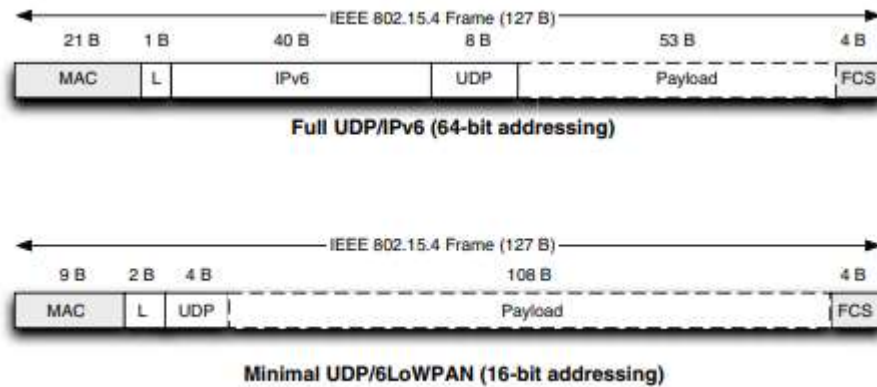 IEEE 802.15.4 Frame (127 B)
21 B 1 B 40 B 8 B 53 B 4 B
MAC L IPv6 UDP Payload FCS
Full UDP/IPv6 (64-bit addressing)
IEEE 802.15.4 Frame (127 B)
9 B 2 B 4 B 108 B 4 B
MAC L UDP Payload FCS
Minimal UDP/6LoWPAN (16-bit addressing)